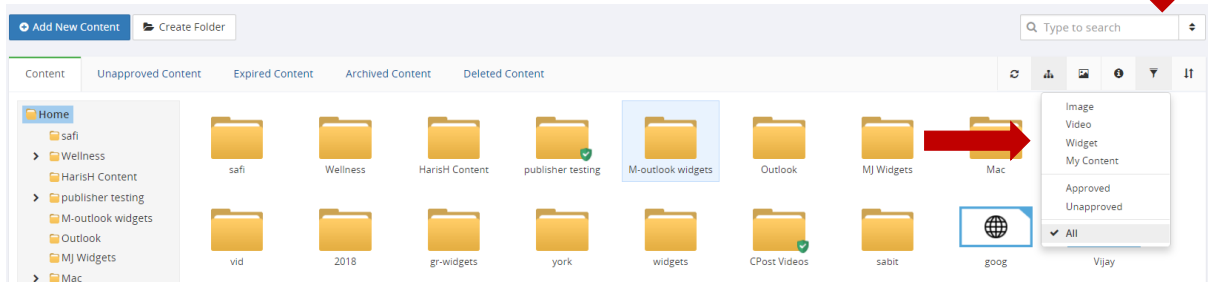 Add New Content Create Folder Type to search
Content Unapproved Content Expired Content Archived Content Deleted Content
Home
safi
Wellness
HarisH Content
publisher testing
M-outlook widgets
Outlook
MJ Widgets
Mac
safi Wellness HarisH Content publisher testing M-outlook widgets Outlook MJ Widgets Mac
vid 2018 gr-widgets york widgets CPost Videos sabit goog Vijay
Image
Video
Widget
My Content
Approved
Unapproved
All